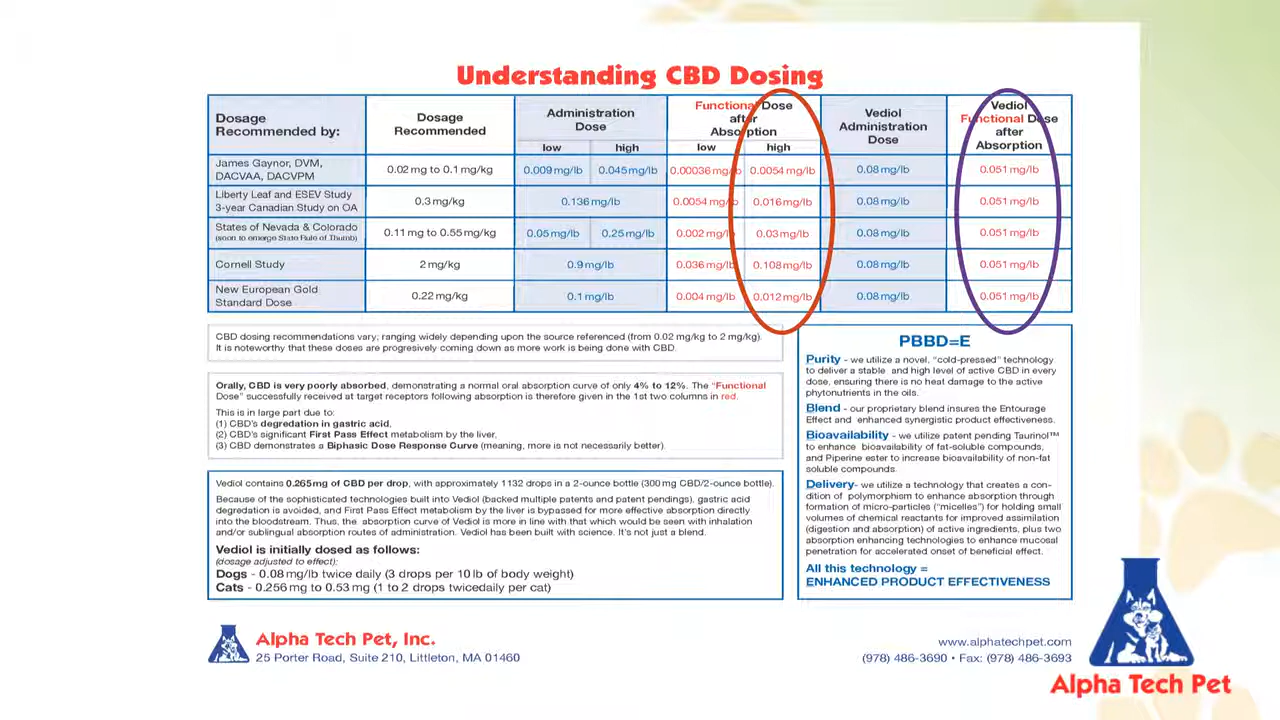 Understanding CBD Dosing
Dosage
Recommended by:
Dosage
Recommended
Administration
Dose
low
high
Functional Dose
after
Absorption
low
high
Vediol
Administration
Dose
Vediol
Functional Dose
after
Absorption
James Gaynor, DVM,
DACVAA, DACVPM
0.02 mg to 0.1 mg/kg
0.009 mg/lb
0.045 mg/lb
0.00036 mg/lb
0.0054 mg/lb
0.08 mg/lb
0.051 mg/lb
Liberty Leaf and ESEV Study
3-year Canadian Study on OA
0.3 mg/kg
0.136 mg/lb
0.0054 mg/lb
0.016 mg/lb
0.08 mg/lb
0.051 mg/lb
States of Nevada & Colorado
(soon to emerge State Rule of Thumb)
0.11 mg to 0.55 mg/kg
0.05 mg/lb
0.25 mg/lb
0.002 mg/lb
0.03 mg/lb
0.08 mg/lb
0.051 mg/lb
Cornell Study
2 mg/kg
0.9 mg/lb
0.036 mg/lb
0.108 mg/lb
0.08 mg/lb
0.051 mg/lb
New European Gold
Standard Dose
0.22 mg/kg
0.1 mg/lb
0.004 mg/lb
0.012 mg/lb
0.08 mg/lb
0.051 mg/lb
CBD dosing recommendations vary; ranging widely depending upon the source referenced (from 0.02 mg/kg to 2 mg/kg).
It is noteworthy that these doses are progresively coming down as more work is being done with CBD.
Orally, CBD is very poorly absorbed, demonstrating a normal oral absorption curve of only 4% to 12%. The "Functional
Dose" successfully received at target receptors following absorption is therefore given in the 1st two columns in red.
This is in large part due to:
(1) CBD's degredation in gastric acid,
(2) CBD's significant First Pass Effect metabolism by the liver,
(3) CBD demonstrates a Biphasic Dose Response Curve (meaning, more is not necessarily better).
Vediol contains 0.265mg of CBD per drop, with approximately 1132 drops in a 2-ounce bottle (300 mg CBD/2-ounce bottle).
Because of the sophisticated technologies built into Vediol (backed multiple patents and patent pendings), gastric acid
degredation is avoided, and First Pass Effect metabolism by the liver is bypassed for more effective absorption directly
into the bloodstream. Thus, the absorption curve of Vediol is more in line with that which would be seen with inhalation
and/or sublingual absorption routes of administration. Vediol has been built with science. It's not just a blend.
Vediol is initially dosed as follows:
(dosage adjusted to effect):
Dogs - 0.08 mg/lb twice daily (3 drops per 10 lb of body weight)
Cats - 0.256 mg to 0.53 mg (1 to 2 drops twicedaily per cat)
PBBD=E
Purity - we utilize a novel, "cold-pressed" technology
to deliver a stable and high level of active CBD in every
dose, ensuring there is no heat damage to the active
phytonutrients in the oils.
Blend - our proprietary blend insures the Entourage
Effect and enhanced synergistic product effectiveness.
Bioavailability - we utilize patent pending Taurinol™
to enhance bioavailability of fat-soluble compounds,
and Piperine ester to increase bioavailability of non-fat
soluble compounds.
Delivery- we utilize a technology that creates a con-
dition of polymorphism to enhance absorption through
formation of micro-particles ("micelles") for holding small
volumes of chemical reactants for improved assimilation
(digestion and absorption) of active ingredients, plus two
absorption enhancing technologies to enhance mucosal
penetration for accelerated onset of beneficial effect.
All this technology =
ENHANCED PRODUCT EFFECTIVENESS
Alpha Tech Pet, Inc.
25 Porter Road, Suite 210, Littleton, MA 01460
www.alphatechpet.com
(978) 486-3690 • Fax: (978) 486-3693
Alpha Tech Pet